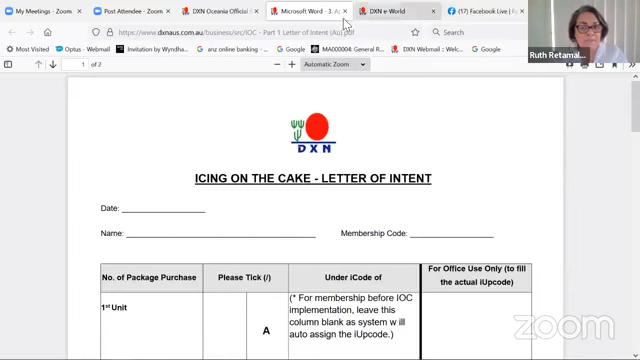 My Meetings - Zoom
Post Attendee - Zoom
DXN Oceania Official
Microsoft Word - 3.
DXN e-World
(17) Facebook Live |
https://www.dxnaus.com.au/business/src/IOC - Part 1 Letter of Intent (Au).pdf
Search
Most Visited
Optus - Webmail
Invitation by Wyndha...
anz online banking -
MA000004: General
DXN Webmail :: Welc...
Zoom
1 of 2
Automatic Zoom
Ruth Retamal...
DXN
ICING ON THE CAKE - LETTER OF INTENT
Date:
Name:
Membership Code:
No. of Package Purchase
Please Tick (/)
Under iCode of
For Office Use Only (to fill
the actual iUpcode)
1st Unit
A
(* For membership before IOC
implementation, leave this
column blank as system w ill
auto assign the iUpcode.)
zoom